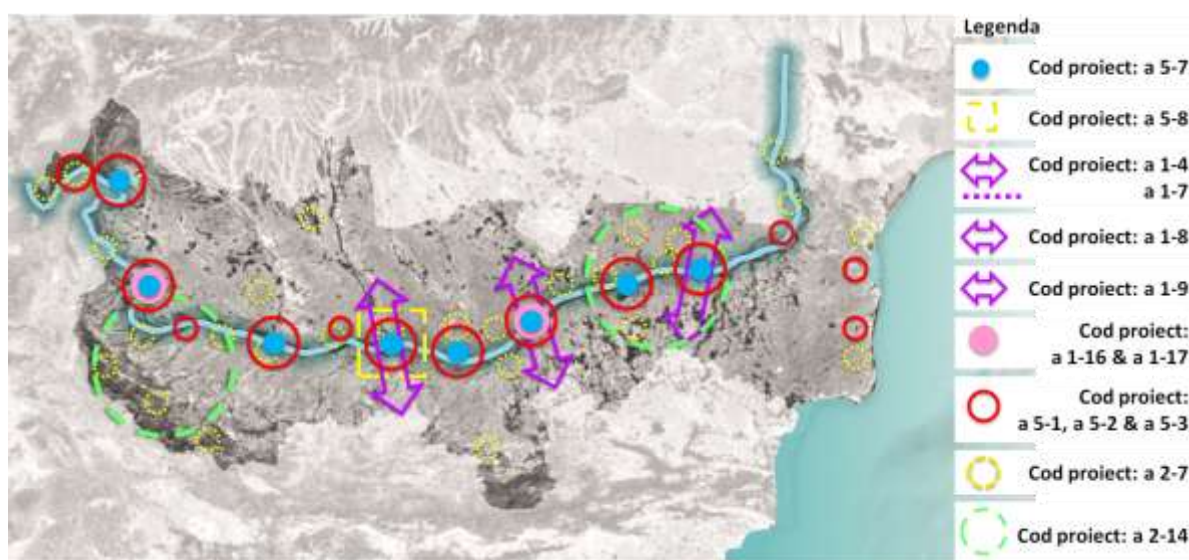 Legenda
Cod proiect: a 5-7
Cod proiect: a 5-8
Cod proiect: a 1-4
a 1-7
Cod proiect: a 1-8
Cod proiect: a 1-9
Cod proiect:
a 1-16 & a 1-17
Cod proiect:
a 5-1, a 5-2 & a 5-3
Cod proiect: a 2-7
Cod proiect: a 2-14